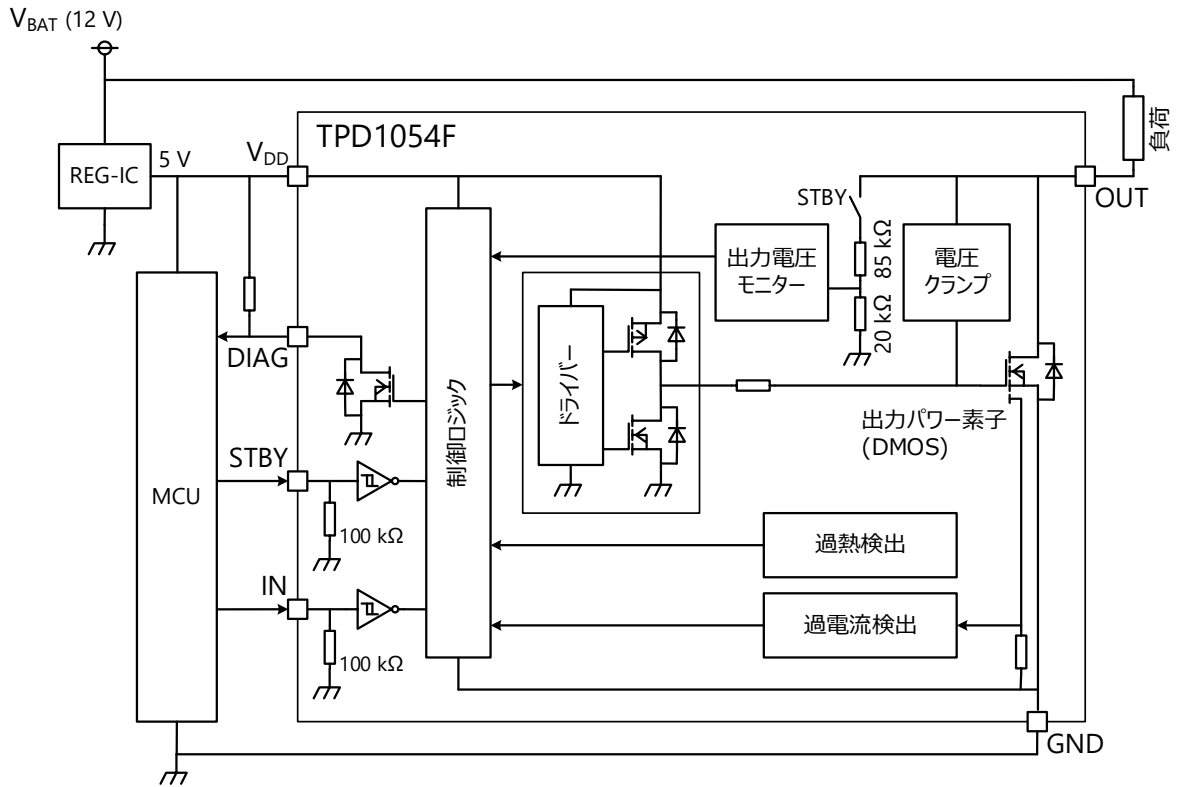 VBAT (12 V)
TPD1054F
負荷
REG-IC
5 V
VDD
OUT
STBY
85 kΩ
20 kΩ
出力電圧
モニター
電圧
クランプ
DIAG
ドライバー
制御ロジック
出力パワー素子
(DMOS)
STBY
MCU
100 kΩ
過熱検出
IN
過電流検出
100 kΩ
GND